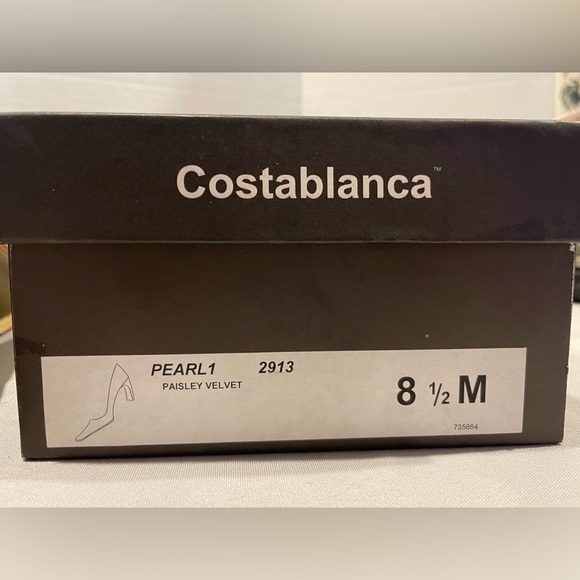 Costablanca™
PEARL1 2913
PAISLEY VELVET
8 ½ M
735664